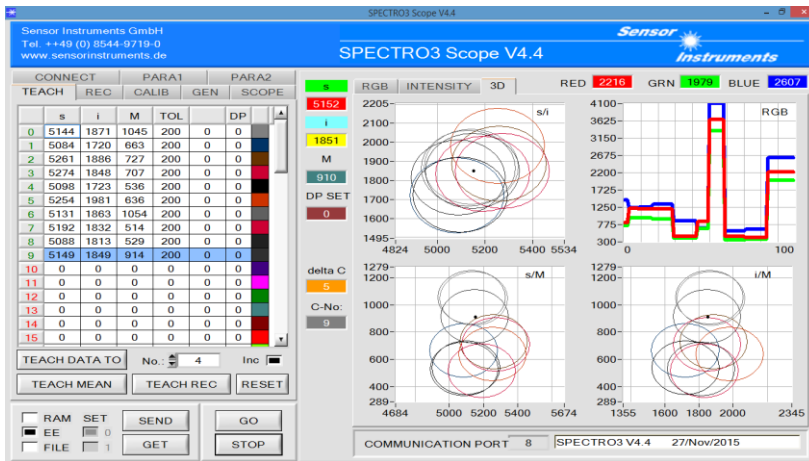 SPECTRO3 Scope V4.4
Sensor Instruments GmbH
Tel. ++49 (0) 8544-9719-0
www.sensorinstruments.de
SPECTRO3 Scope V4.4
Sensor
Instruments
CONNECT PARA1 PARA2
TEACH REC CALIB GEN SCOPE
s i M TOL DP
0 5144 1871 1045 200 0 0
1 5084 1720 663 200 0 0
2 5261 1886 727 200 0 0
3 5274 1848 707 200 0 0
4 5098 1723 536 200 0 0
5 5254 1981 636 200 0 0
6 5131 1863 1054 200 0 0
7 5192 1832 514 200 0 0
8 5088 1813 529 200 0 0
9 5149 1849 914 200 0 0
10 0 0 0 0 0 0
11 0 0 0 0 0 0
12 0 0 0 0 0 0
13 0 0 0 0 0 0
14 0 0 0 0 0 0
15 0 0 0 0 0 0
TEACH DATA TO No.: 4 Inc
TEACH MEAN TEACH REC RESET
RAM SET
EE 0
FILE 1
SEND GO
GET STOP
s
5152
i
1851
M
910
DP SET
0
delta C
5
C-No:
9
RGB INTENSITY 3D RED 2216 GRN 1979 BLUE 2607
s/i
2205
2100
2000
1900
1800
1700
1600
1495
4824 5000 5200 5400 5534
RGB
4100
3625
3150
2675
2200
1725
1250
775
300
0 100
s/M
1279
1200
1000
800
600
400
289
4684 5000 5200 5400 5674
i/M
1279
1200
1000
800
600
400
289
1355 1600 1800 2000 2345
COMMUNICATION PORT 8 SPECTRO3 V4.4 27/Nov/2015